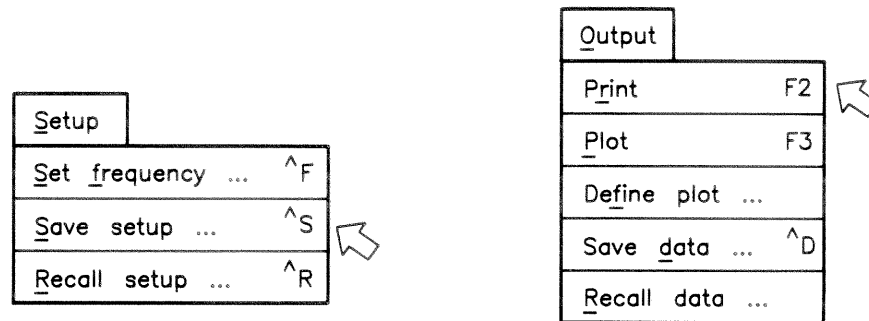 Setup
Set frequency ... ^F
Save setup ... ^S
Recall setup ... ^R
Output
Print F2
Plot F3
Define plot ...
Save data ... ^D
Recall data ...